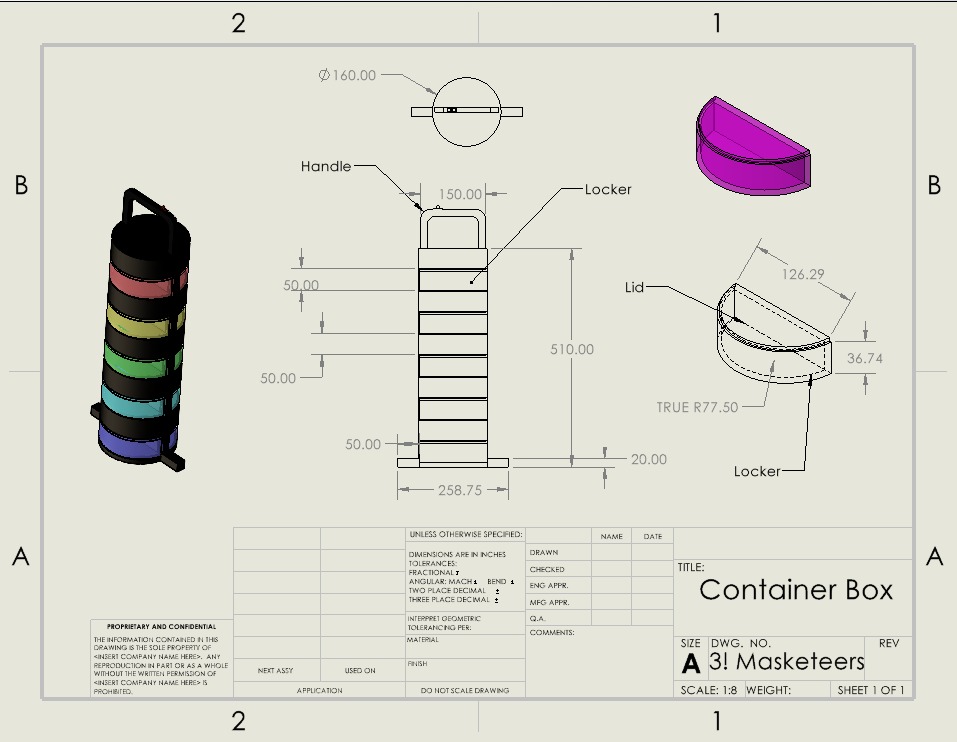 2
1
Ø160.00
Handle
150.00
Locker
B
B
50.00
126.29
Lid
510.00
36.74
50.00
TRUE R77.50
50.00
20.00
Locker
258.75
A
A
UNLESS OTHERWISE SPECIFIED:
DIMENSIONS ARE IN INCHES
TOLERANCES:
FRACTIONAL ±
ANGULAR: MACH ± BEND ±
TWO PLACE DECIMAL ±
THREE PLACE DECIMAL ±
INTERPRET GEOMETRIC
TOLERANCING PER:
MATERIAL
FINISH
DO NOT SCALE DRAWING
NAME DATE
DRAWN
CHECKED
ENG APPR.
MFG APPR.
Q.A.
COMMENTS:
TITLE:
Container Box
SIZE DWG. NO. REV
A 3! Masketeers
SCALE: 1:8 WEIGHT: SHEET 1 OF 1
PROPRIETARY AND CONFIDENTIAL
THE INFORMATION CONTAINED IN THIS
DRAWING IS THE SOLE PROPERTY OF
<INSERT COMPANY NAME HERE>. ANY
REPRODUCTION IN PART OR AS A WHOLE
WITHOUT THE WRITTEN PERMISSION OF
<INSERT COMPANY NAME HERE> IS
PROHIBITED.
NEXT ASSY USED ON
APPLICATION
2
1